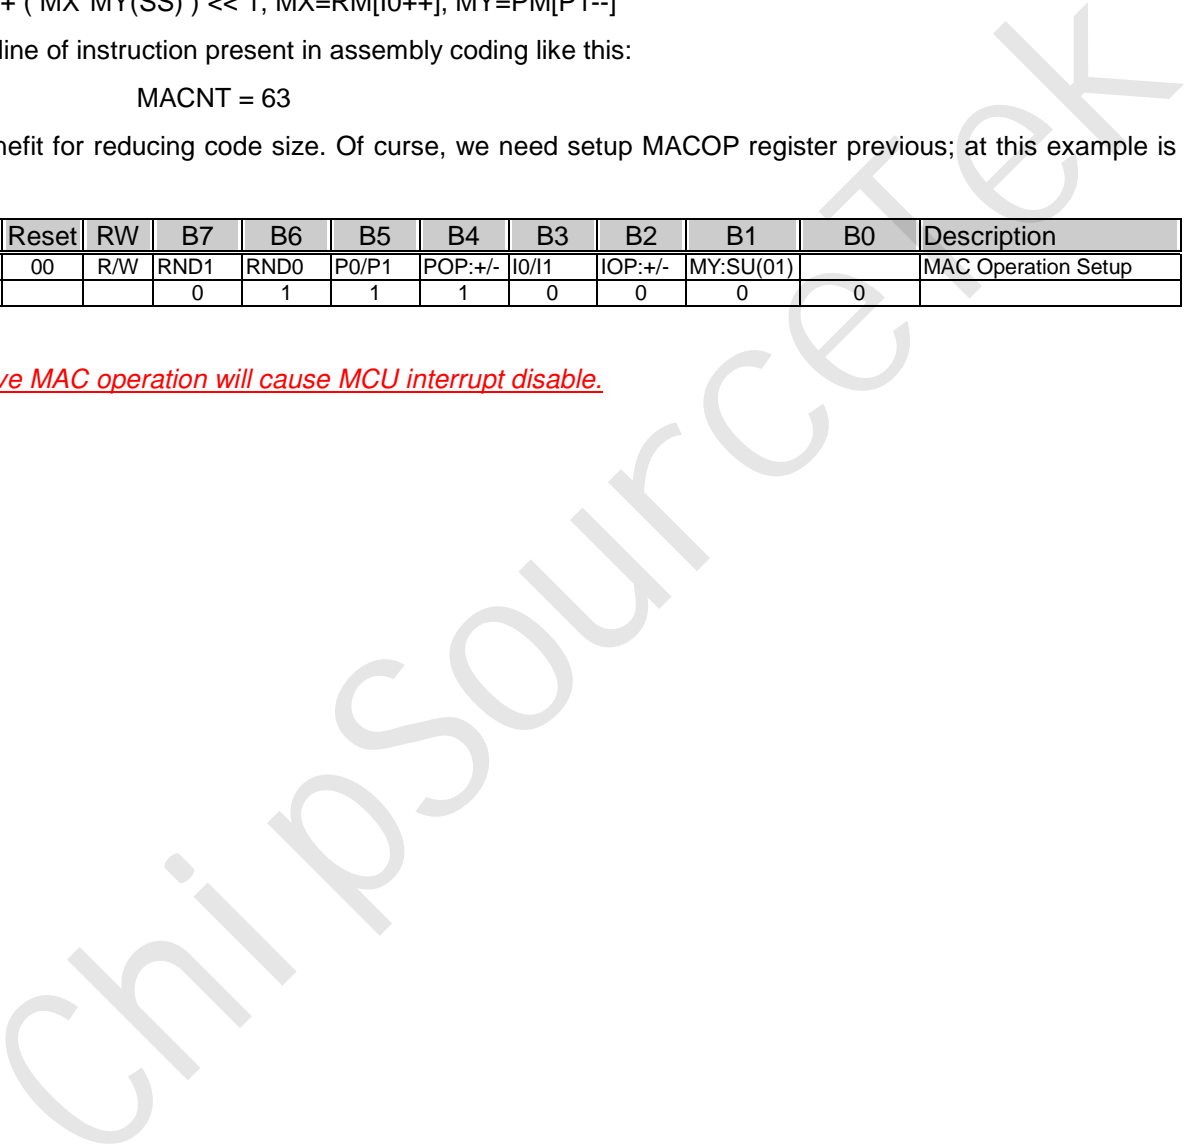 + ( MX*MY(SS) ) << 1, MX=RM[I0++], MY=PM[P1--]
line of instruction present in assembly coding like this:
MACNT = 63
nefit for reducing code size. Of curse, we need setup MACOP register previous; at this example is
Reset RW B7 B6 B5 B4 B3 B2 B1 B0 Description
00 R/W RND1 RND0 P0/P1 POP:+/- I0/I1 IOP:+/- MY:SU(01) MAC Operation Setup
0 1 1 1 0 0 0 0
ve MAC operation will cause MCU interrupt disable.
ChipSourceTek